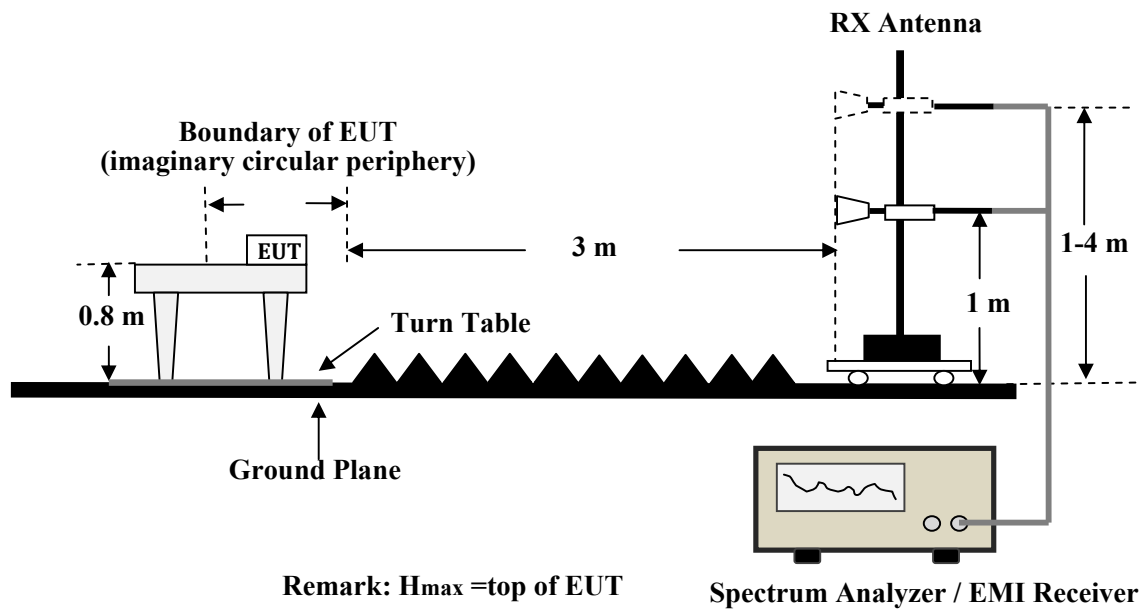 RX Antenna
Boundary of EUT
(imaginary circular periphery)
3 m
1-4 m
EUT
0.8 m
1 m
Turn Table
Ground Plane
Remark: Hmax =top of EUT
Spectrum Analyzer / EMI Receiver